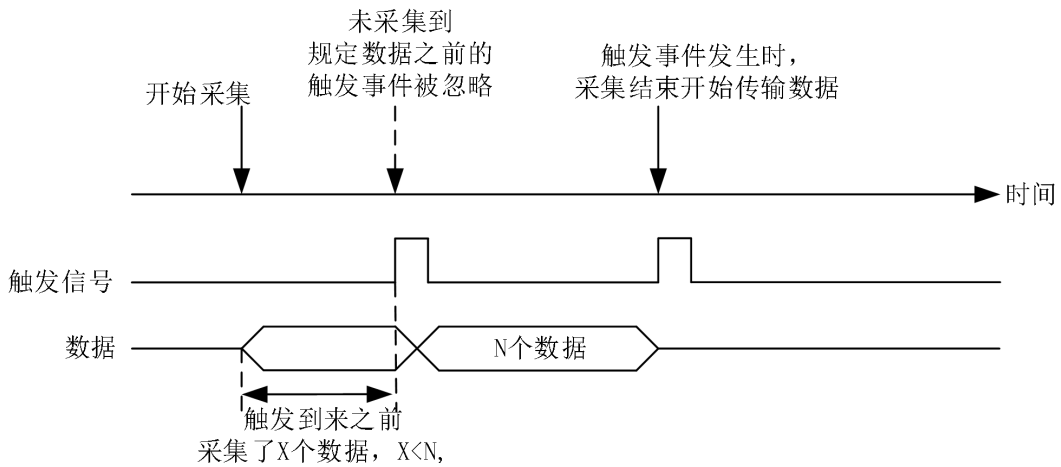 未采集到
规定数据之前的
触发事件被忽略
触发事件发生时，
采集结束开始传输数据
开始采集
时间
触发信号
数据
N个数据
触发到来之前
采集了X个数据，X<N,